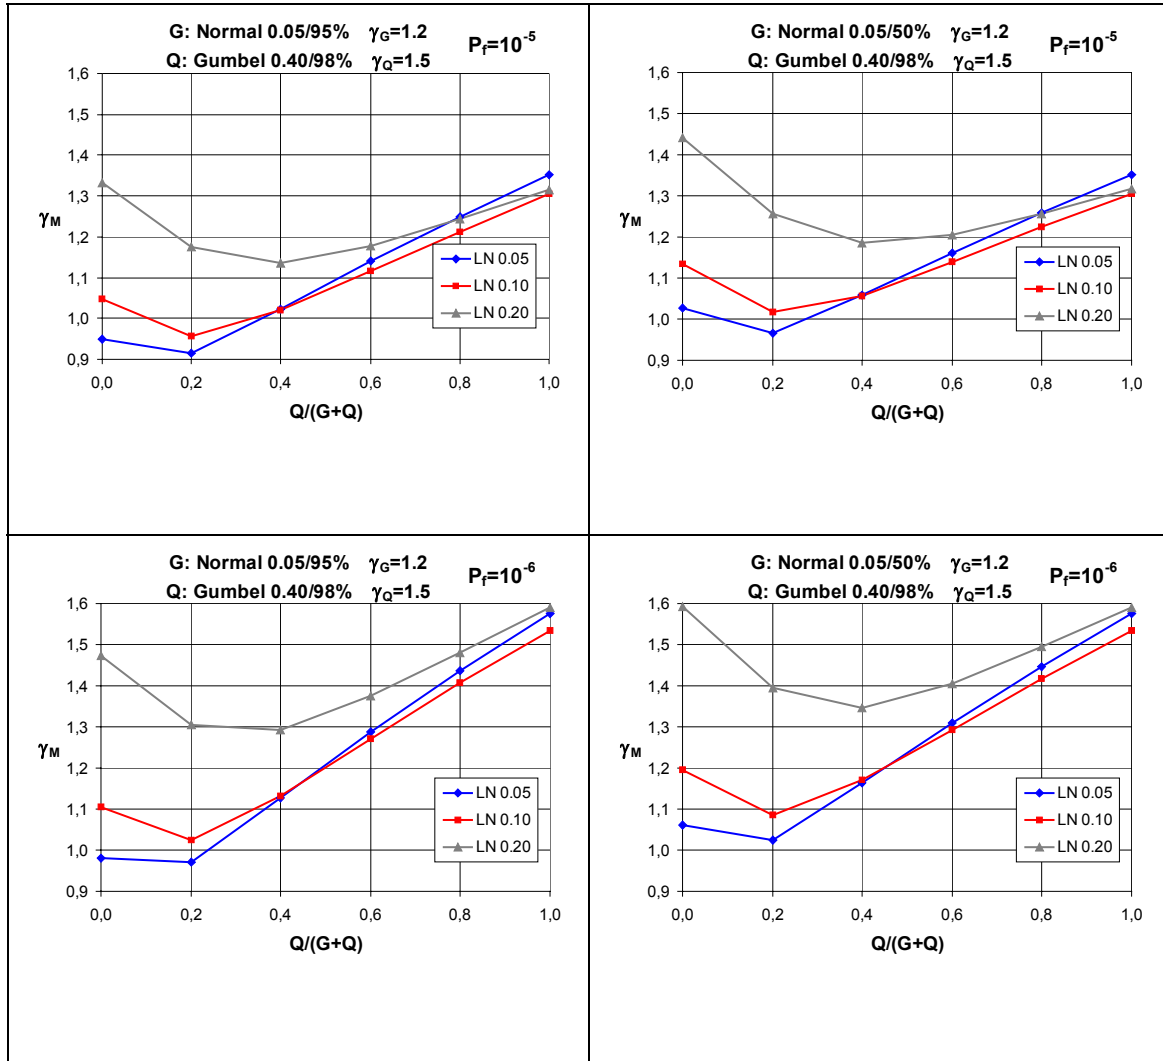 G: Normal 0.05/95% γG=1.2 Pf=10-5
Q: Gumbel 0.40/98% γQ=1.5
1,6
1,5
1,4
1,3
1,2
1,1
1,0
0,9
γM
LN 0.05
LN 0.10
LN 0.20
0,0 0,2 0,4 0,6 0,8 1,0
Q/(G+Q)
G: Normal 0.05/50% γG=1.2 Pf=10-5
Q: Gumbel 0.40/98% γQ=1.5
1,6
1,5
1,4
1,3
1,2
1,1
1,0
0,9
γM
LN 0.05
LN 0.10
LN 0.20
0,0 0,2 0,4 0,6 0,8 1,0
Q/(G+Q)
G: Normal 0.05/95% γG=1.2 Pf=10-6
Q: Gumbel 0.40/98% γQ=1.5
1,6
1,5
1,4
1,3
1,2
1,1
1,0
0,9
γM
LN 0.05
LN 0.10
LN 0.20
0,0 0,2 0,4 0,6 0,8 1,0
Q/(G+Q)
G: Normal 0.05/50% γG=1.2 Pf=10-6
Q: Gumbel 0.40/98% γQ=1.5
1,6
1,5
1,4
1,3
1,2
1,1
1,0
0,9
γM
LN 0.05
LN 0.10
LN 0.20
0,0 0,2 0,4 0,6 0,8 1,0
Q/(G+Q)